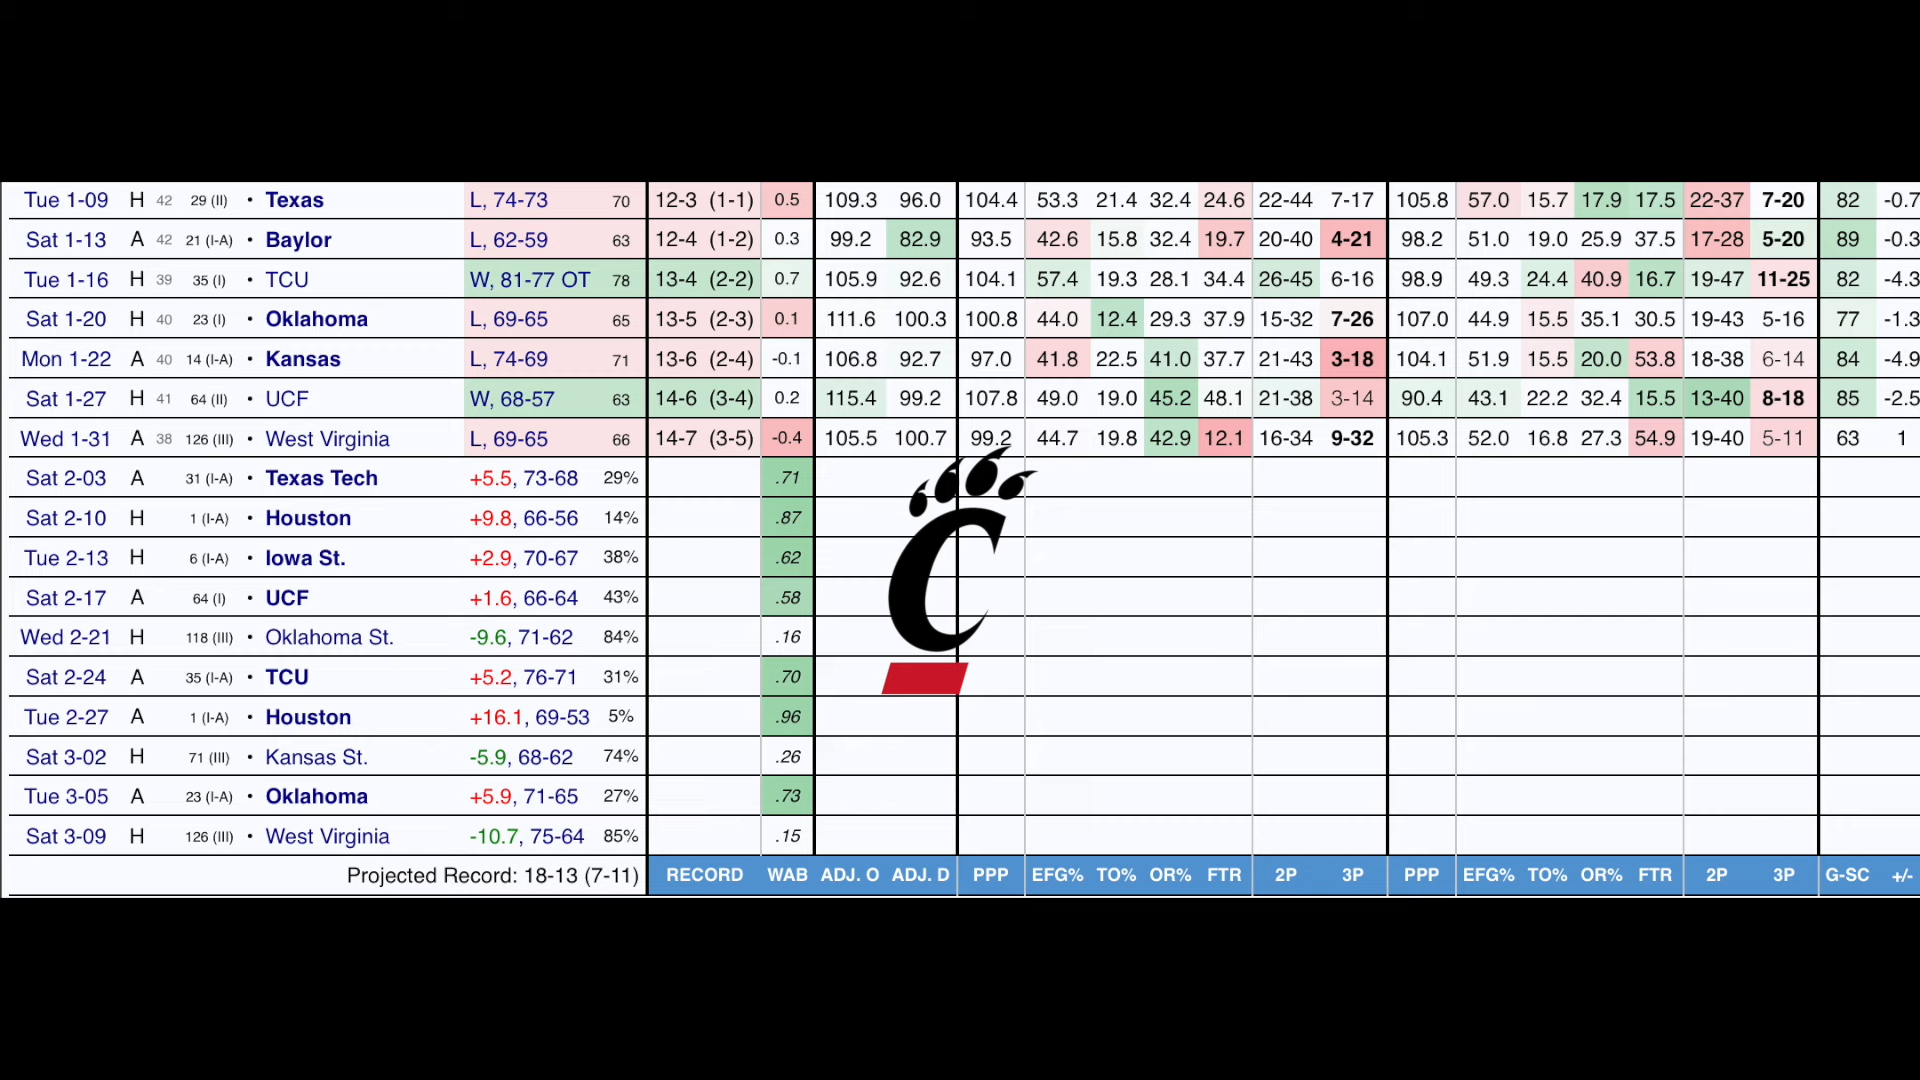 Tue 1-09 H 42 29 (II) • Texas L, 74-73 70 12-3 (1-1) 0.5 109.3 96.0 104.4 53.3 21.4 32.4 24.6 22-44 7-17 105.8 57.0 15.7 17.9 17.5 22-37 7-20 82 -0.7
Sat 1-13 A 42 21 (I-A) • Baylor L, 62-59 63 12-4 (1-2) 0.3 99.2 82.9 93.5 42.6 15.8 32.4 19.7 20-40 4-21 98.2 51.0 19.0 25.9 37.5 17-28 5-20 89 -0.3
Tue 1-16 H 39 35 (I) • TCU W, 81-77 OT 78 13-4 (2-2) 0.7 105.9 92.6 104.1 57.4 19.3 28.1 34.4 26-45 6-16 98.9 49.3 24.4 40.9 16.7 19-47 11-25 82 -4.3
Sat 1-20 H 40 23 (I) • Oklahoma L, 69-65 65 13-5 (2-3) 0.1 111.6 100.3 100.8 44.0 12.4 29.3 37.9 15-32 7-26 107.0 44.9 15.5 35.1 30.5 19-43 5-16 77 -1.3
Mon 1-22 A 40 14 (I-A) • Kansas L, 74-69 71 13-6 (2-4) -0.1 106.8 92.7 97.0 41.8 22.5 41.0 37.7 21-43 3-18 104.1 51.9 15.5 20.0 53.8 18-38 6-14 84 -4.9
Sat 1-27 H 41 64 (II) • UCF W, 68-57 63 14-6 (3-4) 0.2 115.4 99.2 107.8 49.0 19.0 45.2 48.1 21-38 3-14 90.4 43.1 22.2 32.4 15.5 13-40 8-18 85 -2.5
Wed 1-31 A 38 126 (III) • West Virginia L, 69-65 66 14-7 (3-5) -0.4 105.5 100.7 99.2 44.7 19.8 42.9 12.1 16-34 9-32 105.3 52.0 16.8 27.3 54.9 19-40 5-11 63 1
Sat 2-03 A 31 (I-A) • Texas Tech +5.5, 73-68 29% .71
Sat 2-10 H 1 (I-A) • Houston +9.8, 66-56 14% .87
Tue 2-13 H 6 (I-A) • Iowa St. +2.9, 70-67 38% .62
Sat 2-17 A 64 (I) • UCF +1.6, 66-64 43% .58
Wed 2-21 H 118 (III) • Oklahoma St. -9.6, 71-62 84% .16
Sat 2-24 A 35 (I-A) • TCU +5.2, 76-71 31% .70
Tue 2-27 A 1 (I-A) • Houston +16.1, 69-53 5% .96
Sat 3-02 H 71 (III) • Kansas St. -5.9, 68-62 74% .26
Tue 3-05 A 23 (I-A) • Oklahoma +5.9, 71-65 27% .73
Sat 3-09 H 126 (III) • West Virginia -10.7, 75-64 85% .15
Projected Record: 18-13 (7-11) RECORD WAB ADJ. O ADJ. D PPP EFG% TO% OR% FTR 2P 3P PPP EFG% TO% OR% FTR 2P 3P G-SC +/-